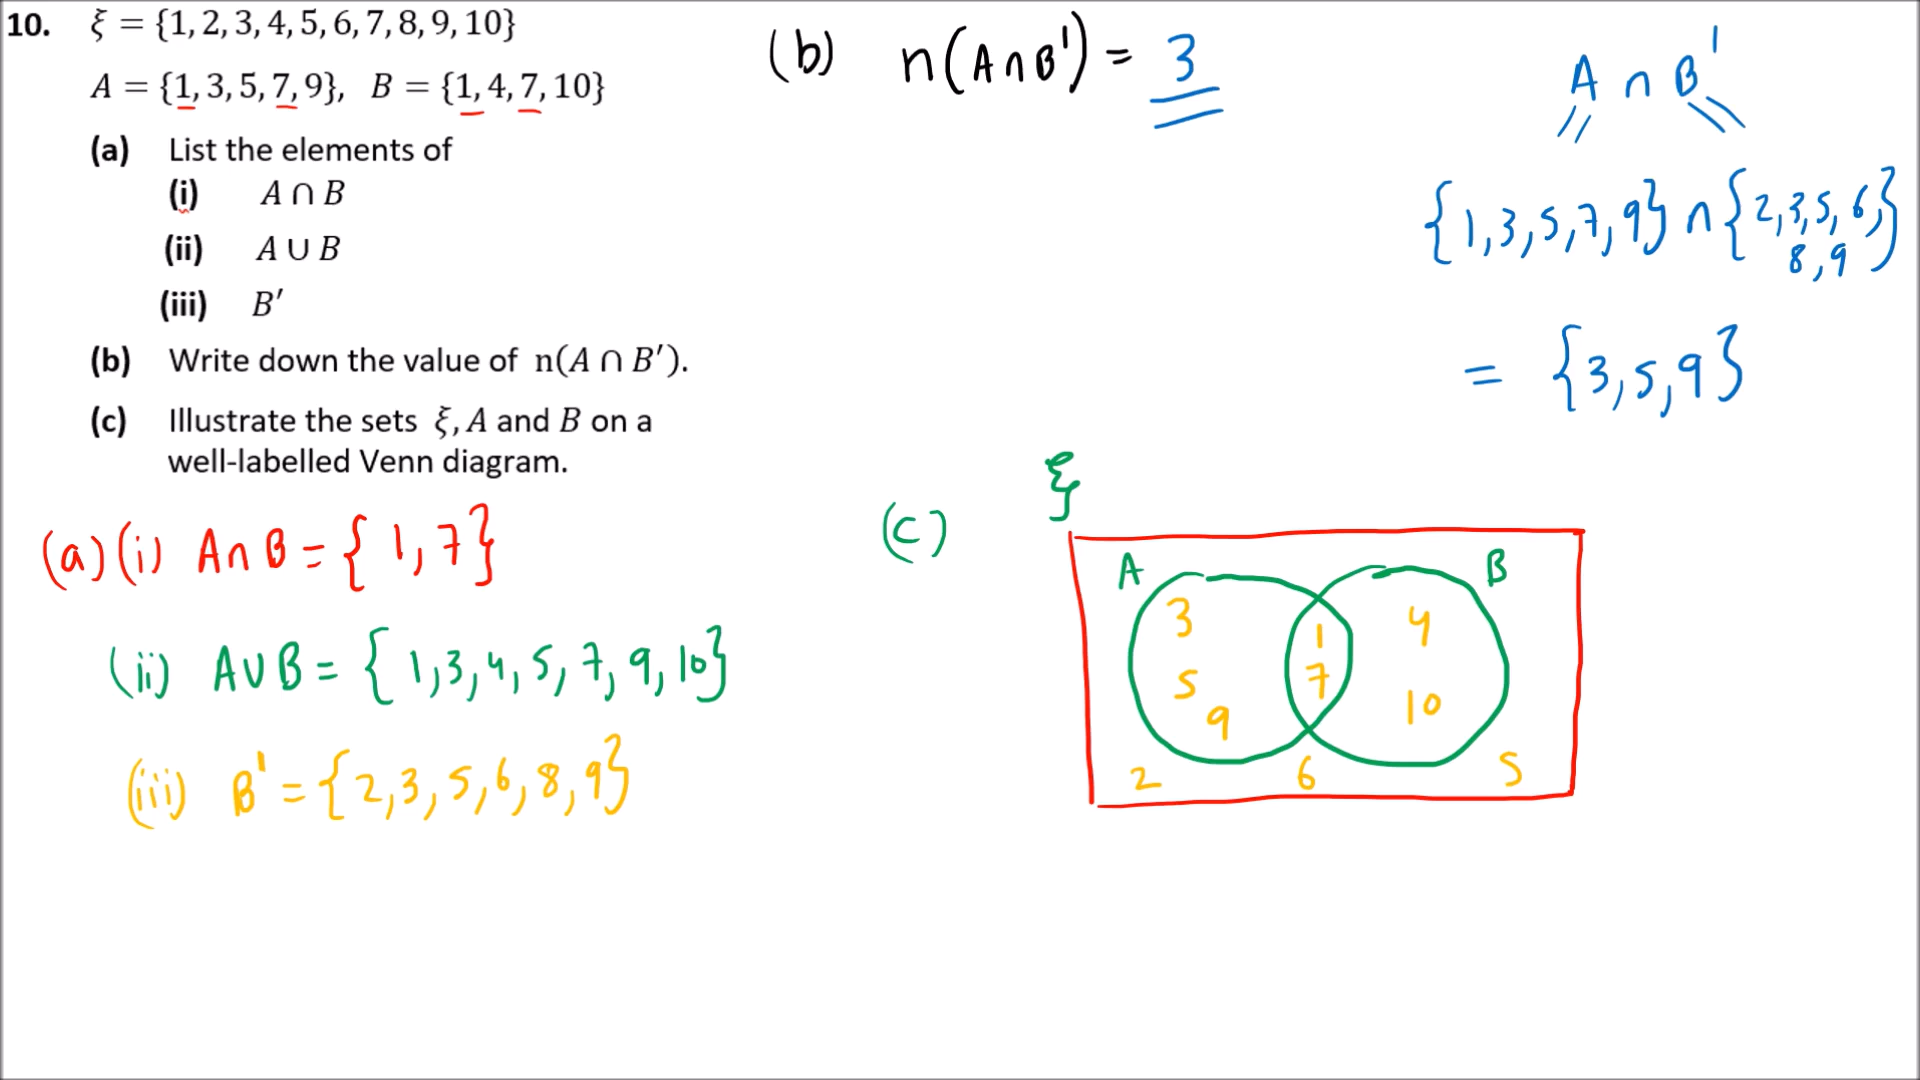 10. ξ = {1, 2, 3, 4, 5, 6, 7, 8, 9, 10}
A = {1, 3, 5, 7, 9}, B = {1, 4, 7, 10}
(a) List the elements of
(i) A ∩ B
(ii) A ∪ B
(iii) B′
(b) Write down the value of n(A ∩ B′).
(c) Illustrate the sets ξ, A and B on a
well-labelled Venn diagram.
(a) (i) A∩B = {1,7}
(ii) A∪B = {1,3,4,5,7,9,10}
(iii) B' = {2,3,5,6,8,9}
(b) n(A∩B') = 3
A ∩ B'
{1,3,5,7,9} ∩ {2,3,5,6,
8,9}
= {3,5,9}
(c)
ξ
A B
3 1 4
5 7 10
9
2 6 5